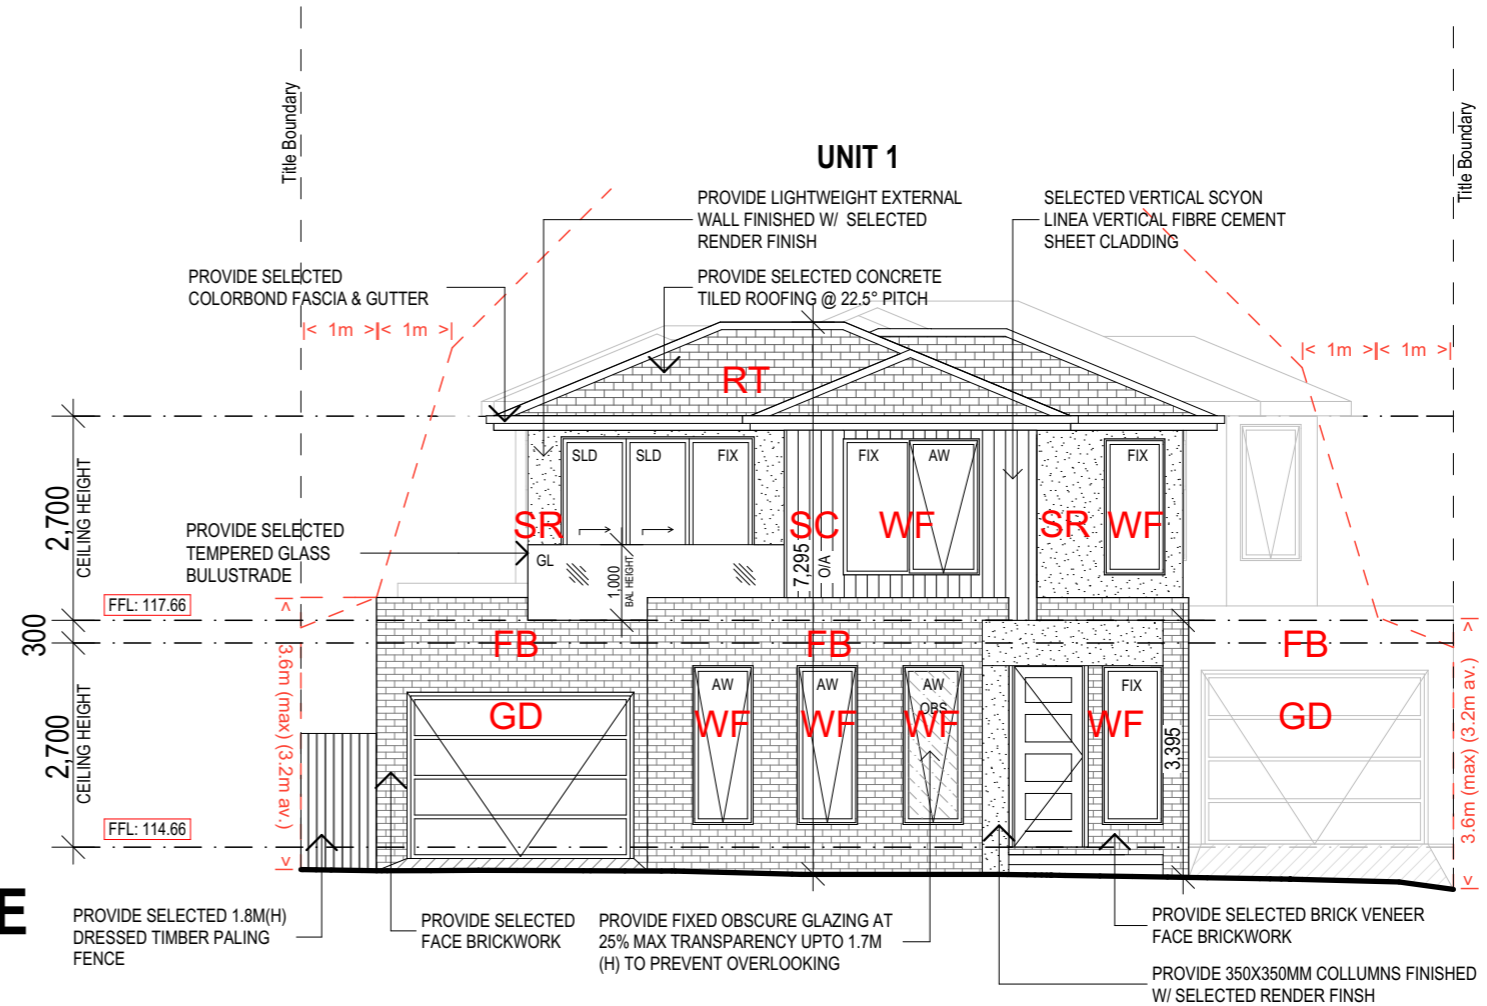 UNIT 1
Title Boundary
Title Boundary
PROVIDE LIGHTWEIGHT EXTERNAL
WALL FINISHED W/ SELECTED
RENDER FINISH
SELECTED VERTICAL SCYON
LINEA VERTICAL FIBRE CEMENT
SHEET CLADDING
PROVIDE SELECTED
COLORBOND FASCIA & GUTTER
PROVIDE SELECTED CONCRETE
TILED ROOFING @ 22.5° PITCH
|< 1m >|< 1m >|
|< 1m >|< 1m >|
RT
2,700
CEILING HEIGHT
SLD
SLD
FIX
FIX
AW
FIX
SR
SC
WF
SR
WF
PROVIDE SELECTED
TEMPERED GLASS
BULUSTRADE
GL
1,000
BAL HEIGHT
7,295
O/A
FFL: 117.66
300
FB
FB
FB
3.6m (max) (3.2m av.)
3.6m (max) (3.2m av.)
2,700
CEILING HEIGHT
AW
AW
AW
OBS
FIX
GD
WF
WF
WF
WF
GD
3,395
FFL: 114.66
E
PROVIDE SELECTED 1.8M(H)
DRESSED TIMBER PALING
FENCE
PROVIDE SELECTED
FACE BRICKWORK
PROVIDE FIXED OBSCURE GLAZING AT
25% MAX TRANSPARENCY UPTO 1.7M
(H) TO PREVENT OVERLOOKING
PROVIDE SELECTED BRICK VENEER
FACE BRICKWORK
PROVIDE 350X350MM COLLUMNS FINISHED
W/ SELECTED RENDER FINSH